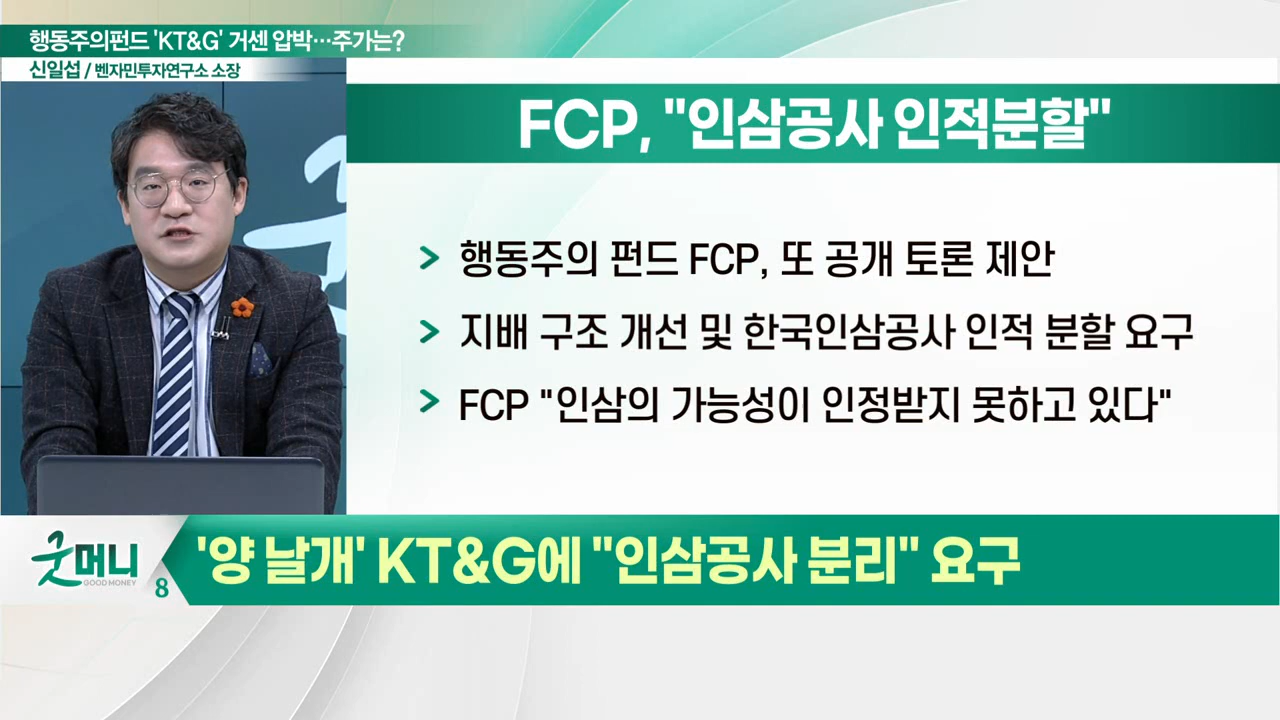 행동주의펀드 'KT&G' 거센 압박…주가는?
신일섭 / 벤자민투자연구소 소장
FCP, "인삼공사 인적분할"
행동주의 펀드 FCP, 또 공개 토론 제안
지배 구조 개선 및 한국인삼공사 인적 분할 요구
FCP "인삼의 가능성이 인정받지 못하고 있다"
굿머니
GOOD MONEY
8
'양 날개' KT&G에 "인삼공사 분리" 요구